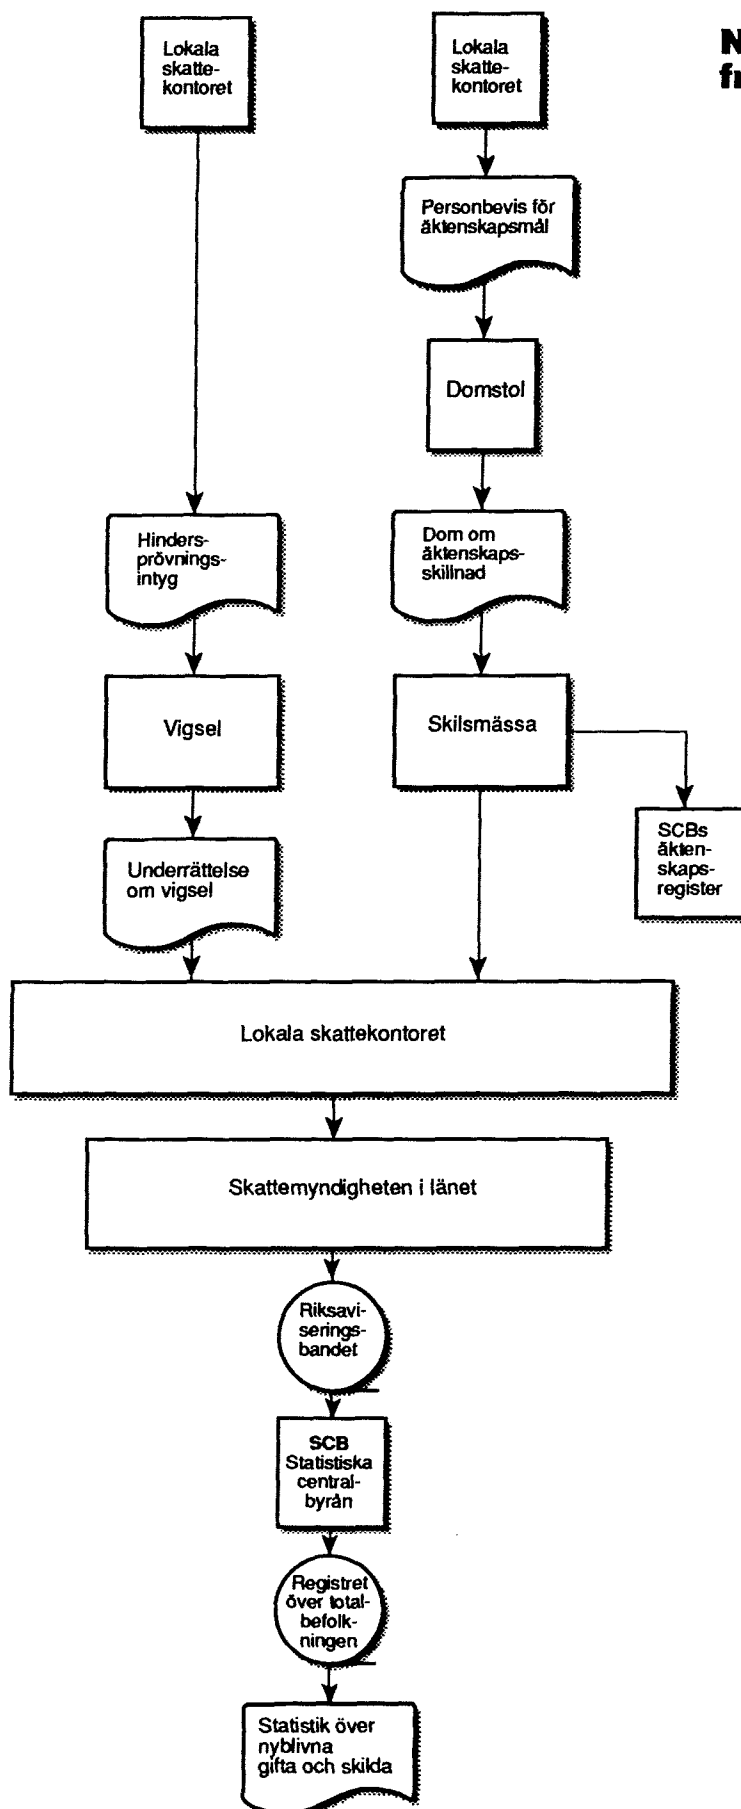 Lokala
skatte-
kontoret
Lokala
skatte-
kontoret
Personbevis för
äktenskapsmål
Domstol
Hinders-
prövnings-
intyg
Dom om
äktenskaps-
skillnad
Vigsel
Skilsmässa
SCBs
äkten-
skaps-
register
Underrättelse
om vigsel
Lokala skattekontoret
Skattemyndigheten i länet
Riksavi-
serings-
bandet
SCB
Statistiska
central-
byrån
Registret
över total-
befolk-
ningen
Statistik över
nyblivna
gifta och skilda